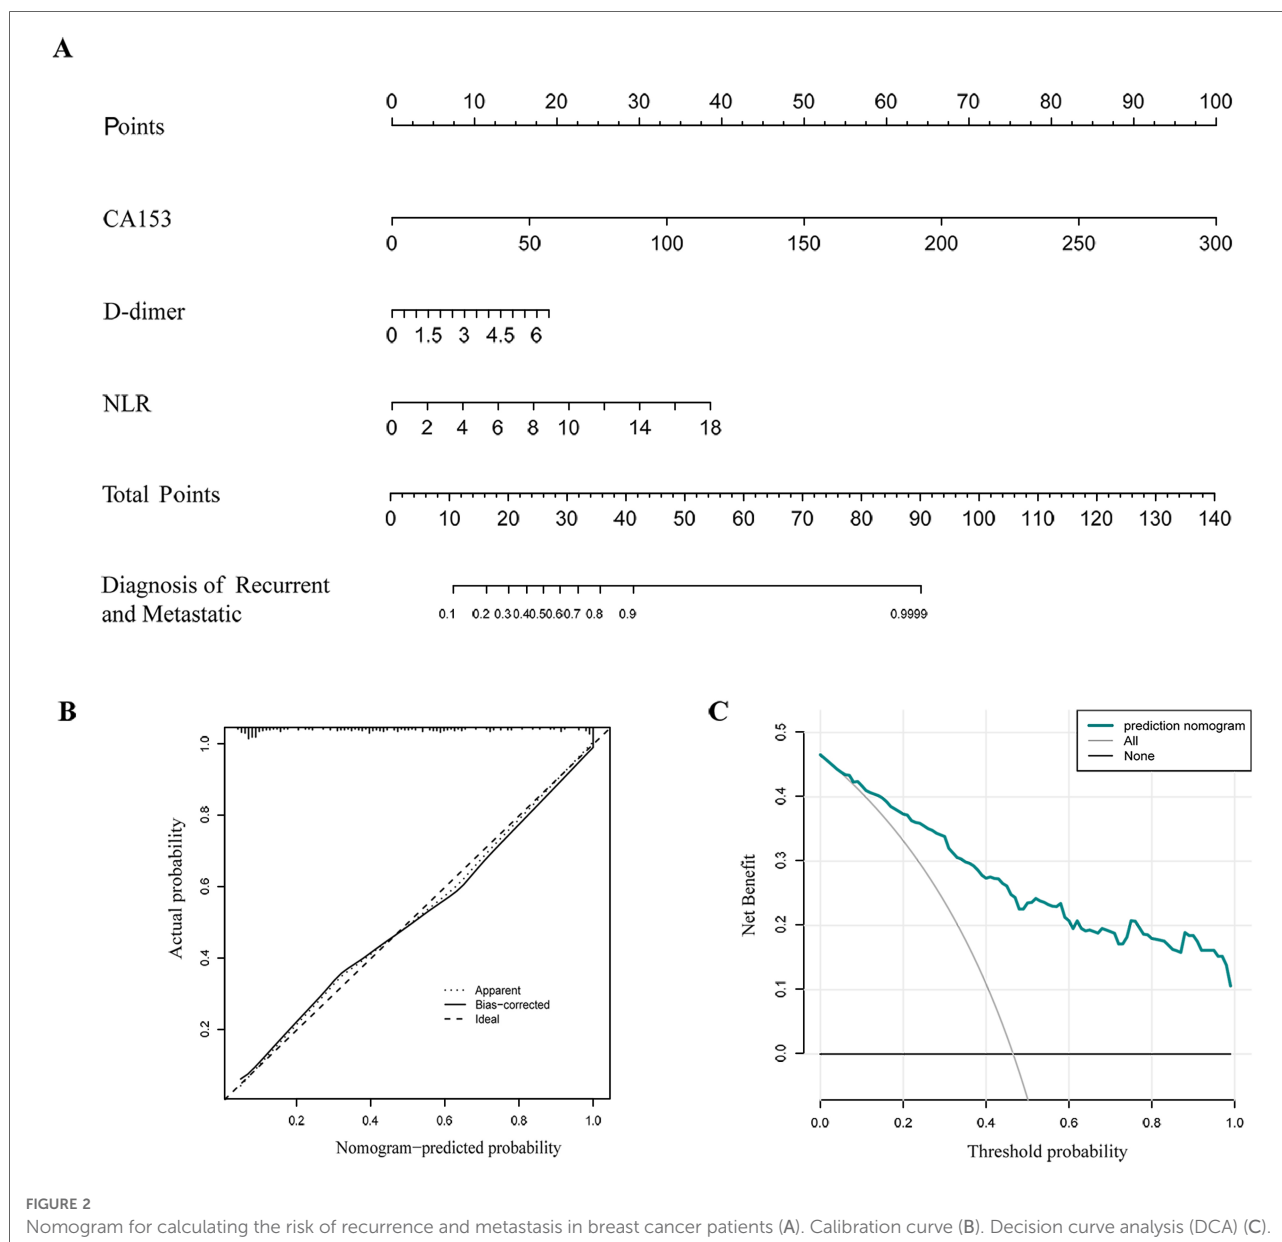 A
0 10 20 30 40 50 60 70 80 90 100
Points
CA153
0 50 100 150 200 250 300
D-dimer
0 1.5 3 4.5 6
NLR
0 2 4 6 8 10 14 18
Total Points
0 10 20 30 40 50 60 70 80 90 100 110 120 130 140
Diagnosis of Recurrent
and Metastatic
0.1 0.2 0.3 0.4 0.5 0.6 0.7 0.8 0.9 0.9999
B
1.0
0.8
0.6
0.4
0.2
Actual probability
Apparent
Bias-corrected
Ideal
0.2 0.4 0.6 0.8 1.0
Nomogram-predicted probability
C
prediction nomogram
All
None
0.5
0.4
0.3
0.2
0.1
0.0
Net Benefit
0.0 0.2 0.4 0.6 0.8 1.0
Threshold probability
FIGURE 2
Nomogram for calculating the risk of recurrence and metastasis in breast cancer patients (A). Calibration curve (B). Decision curve analysis (DCA) (C).